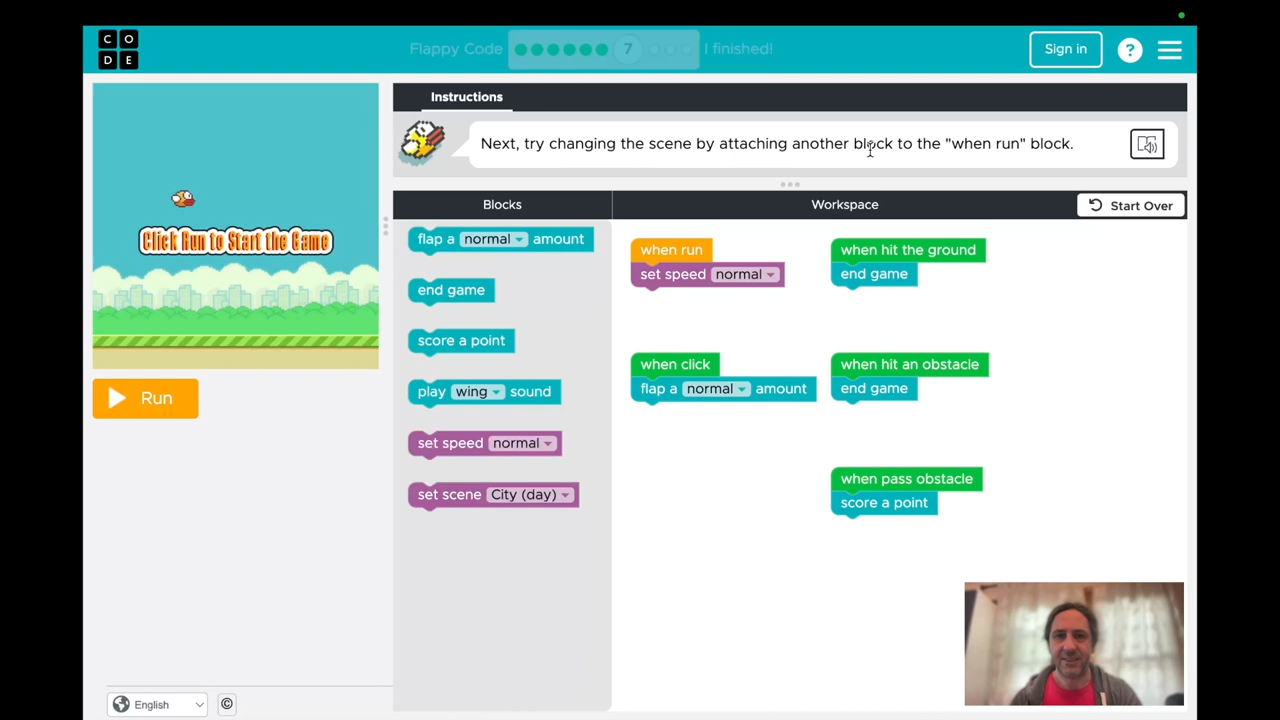 C O
D E
Flappy Code
7
I finished!
Sign in
?
Instructions
Next, try changing the scene by attaching another block to the "when run" block.
Click Run to Start the Game
Run
Blocks
Workspace
Start Over
flap a normal amount
end game
score a point
play wing sound
set speed normal
set scene City (day)
when run
set speed normal
when hit the ground
end game
when click
flap a normal amount
when hit an obstacle
end game
when pass obstacle
score a point
English
©